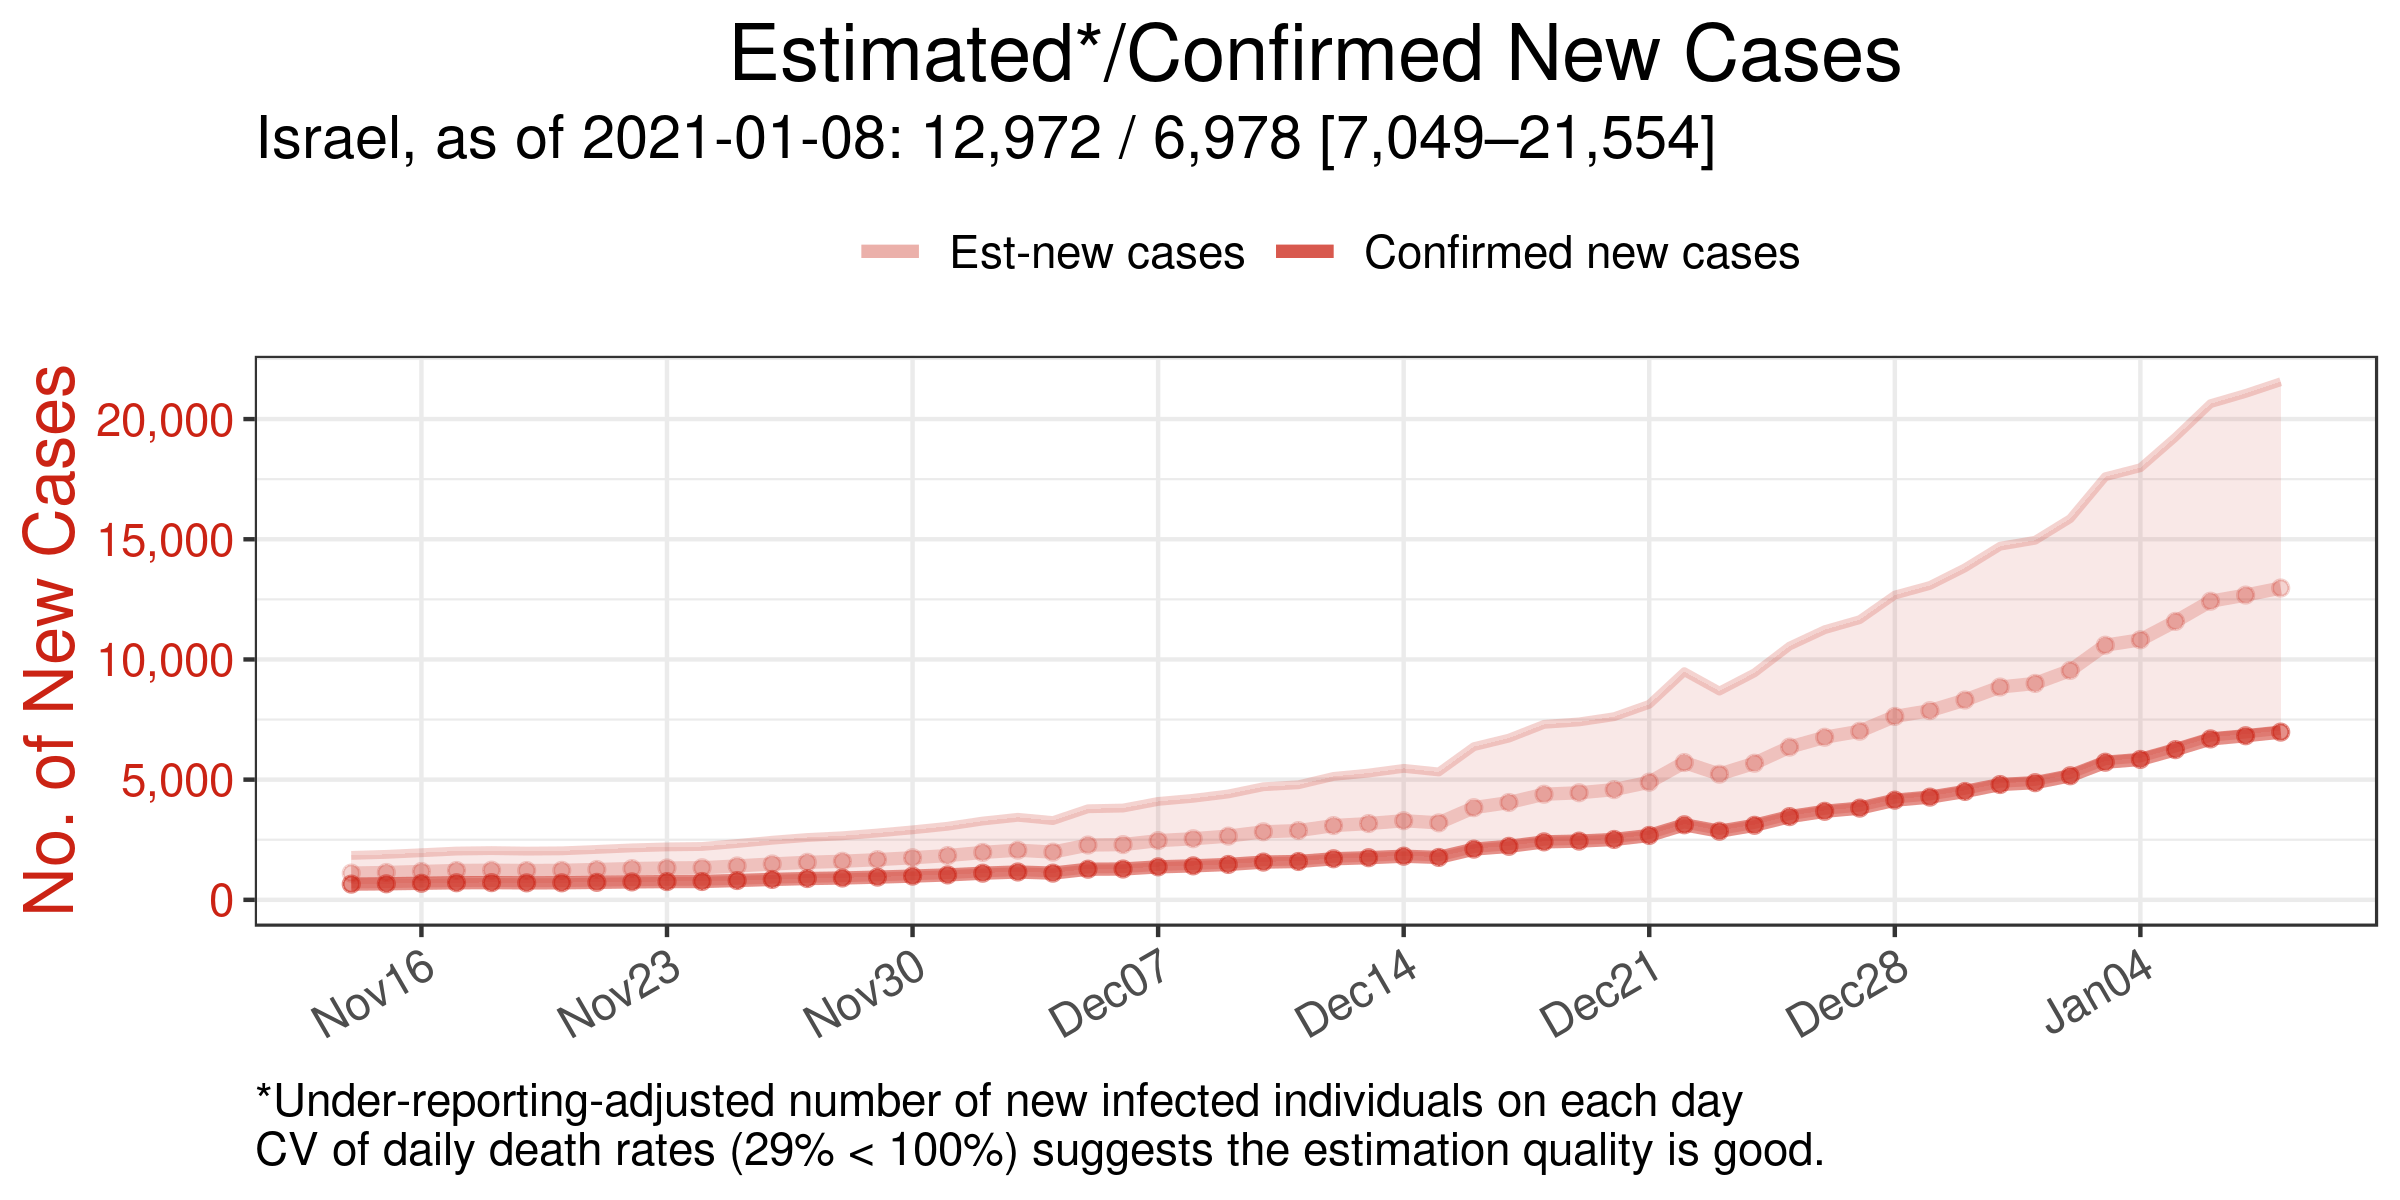 Estimated*/Confirmed New Cases
Israel, as of 2021-01-08: 12,972 / 6,978 [7,049–21,554]
Est-new cases
Confirmed new cases
No. of New Cases
20,000
15,000
10,000
5,000
0
Nov16
Nov23
Nov30
Dec07
Dec14
Dec21
Dec28
Jan04
*Under-reporting-adjusted number of new infected individuals on each day
CV of daily death rates (29% < 100%) suggests the estimation quality is good.